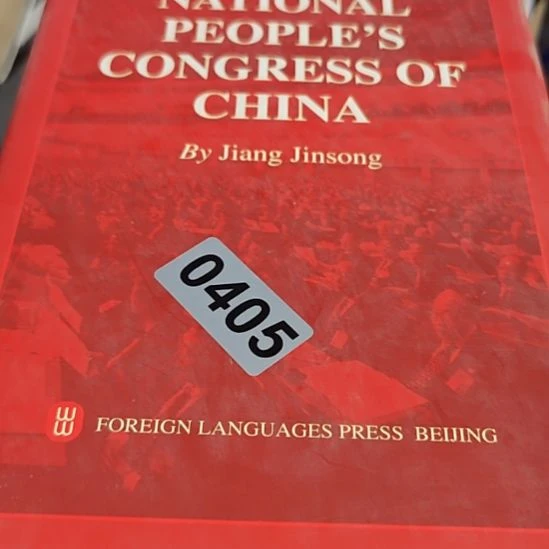 NATIONAL
PEOPLE'S
CONGRESS OF
CHINA
By Jiang Jinsong
0405
FOREIGN LANGUAGES PRESS BEIJING